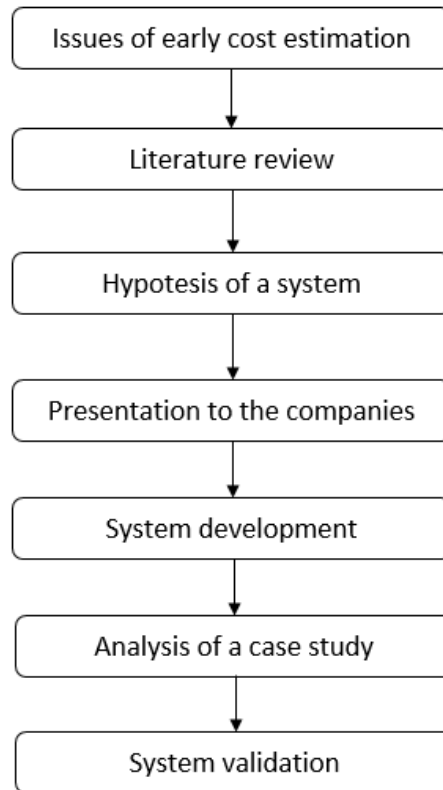 Issues of early cost estimation
Literature review
Hypotesis of a system
Presentation to the companies
System development
Analysis of a case study
System validation